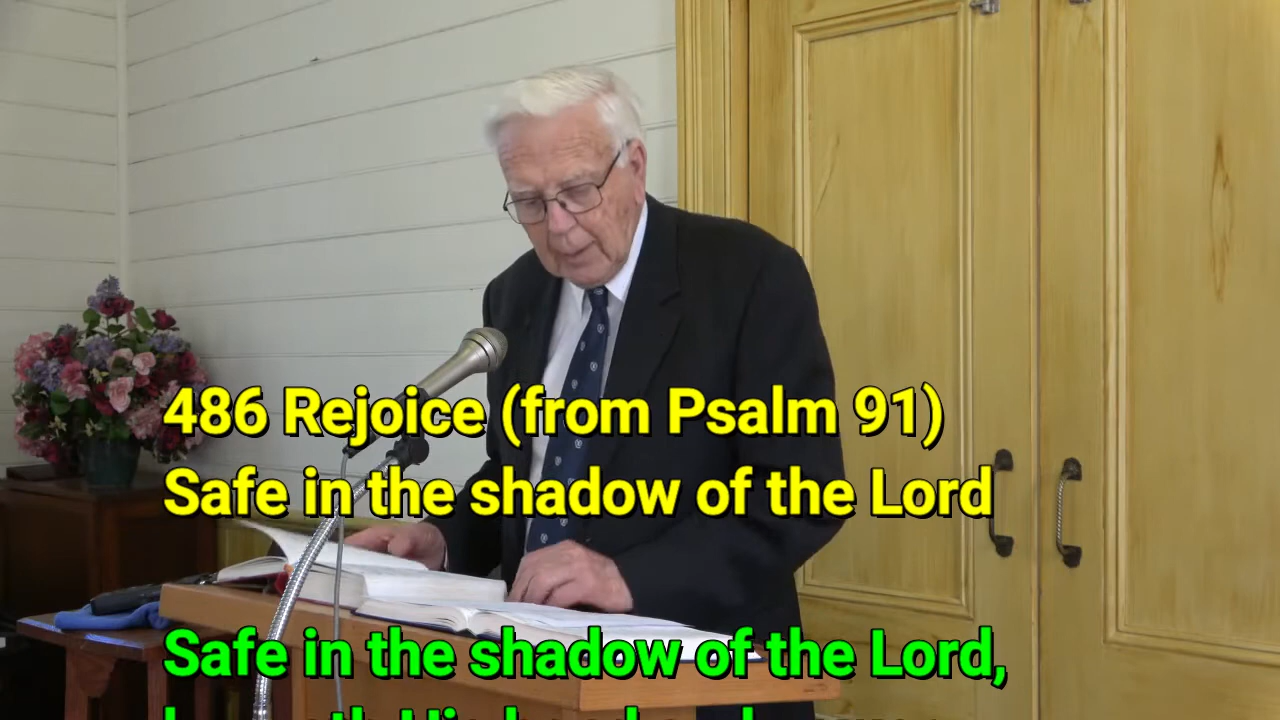 486 Rejoice (from Psalm 91)
Safe in the shadow of the Lord
Safe in the shadow of the Lord,